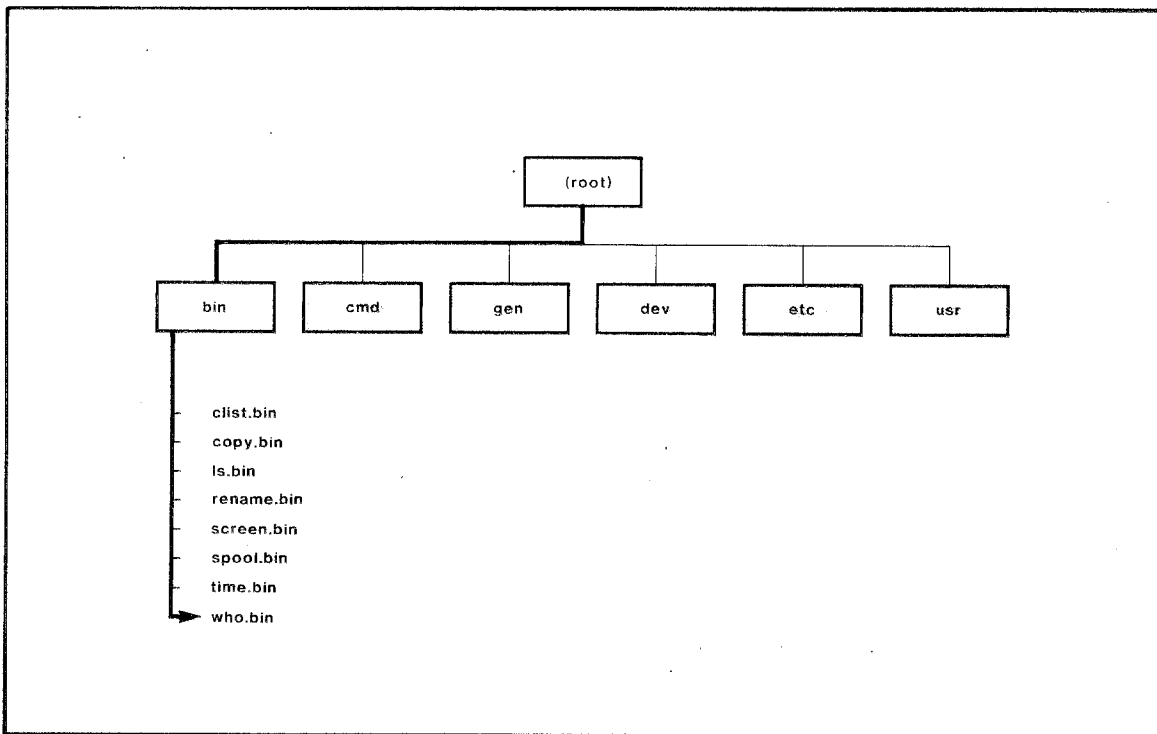 (root)
bin cmd gen dev etc usr
clist.bin
copy.bin
ls.bin
rename.bin
screen.bin
spool.bin
time.bin
who.bin